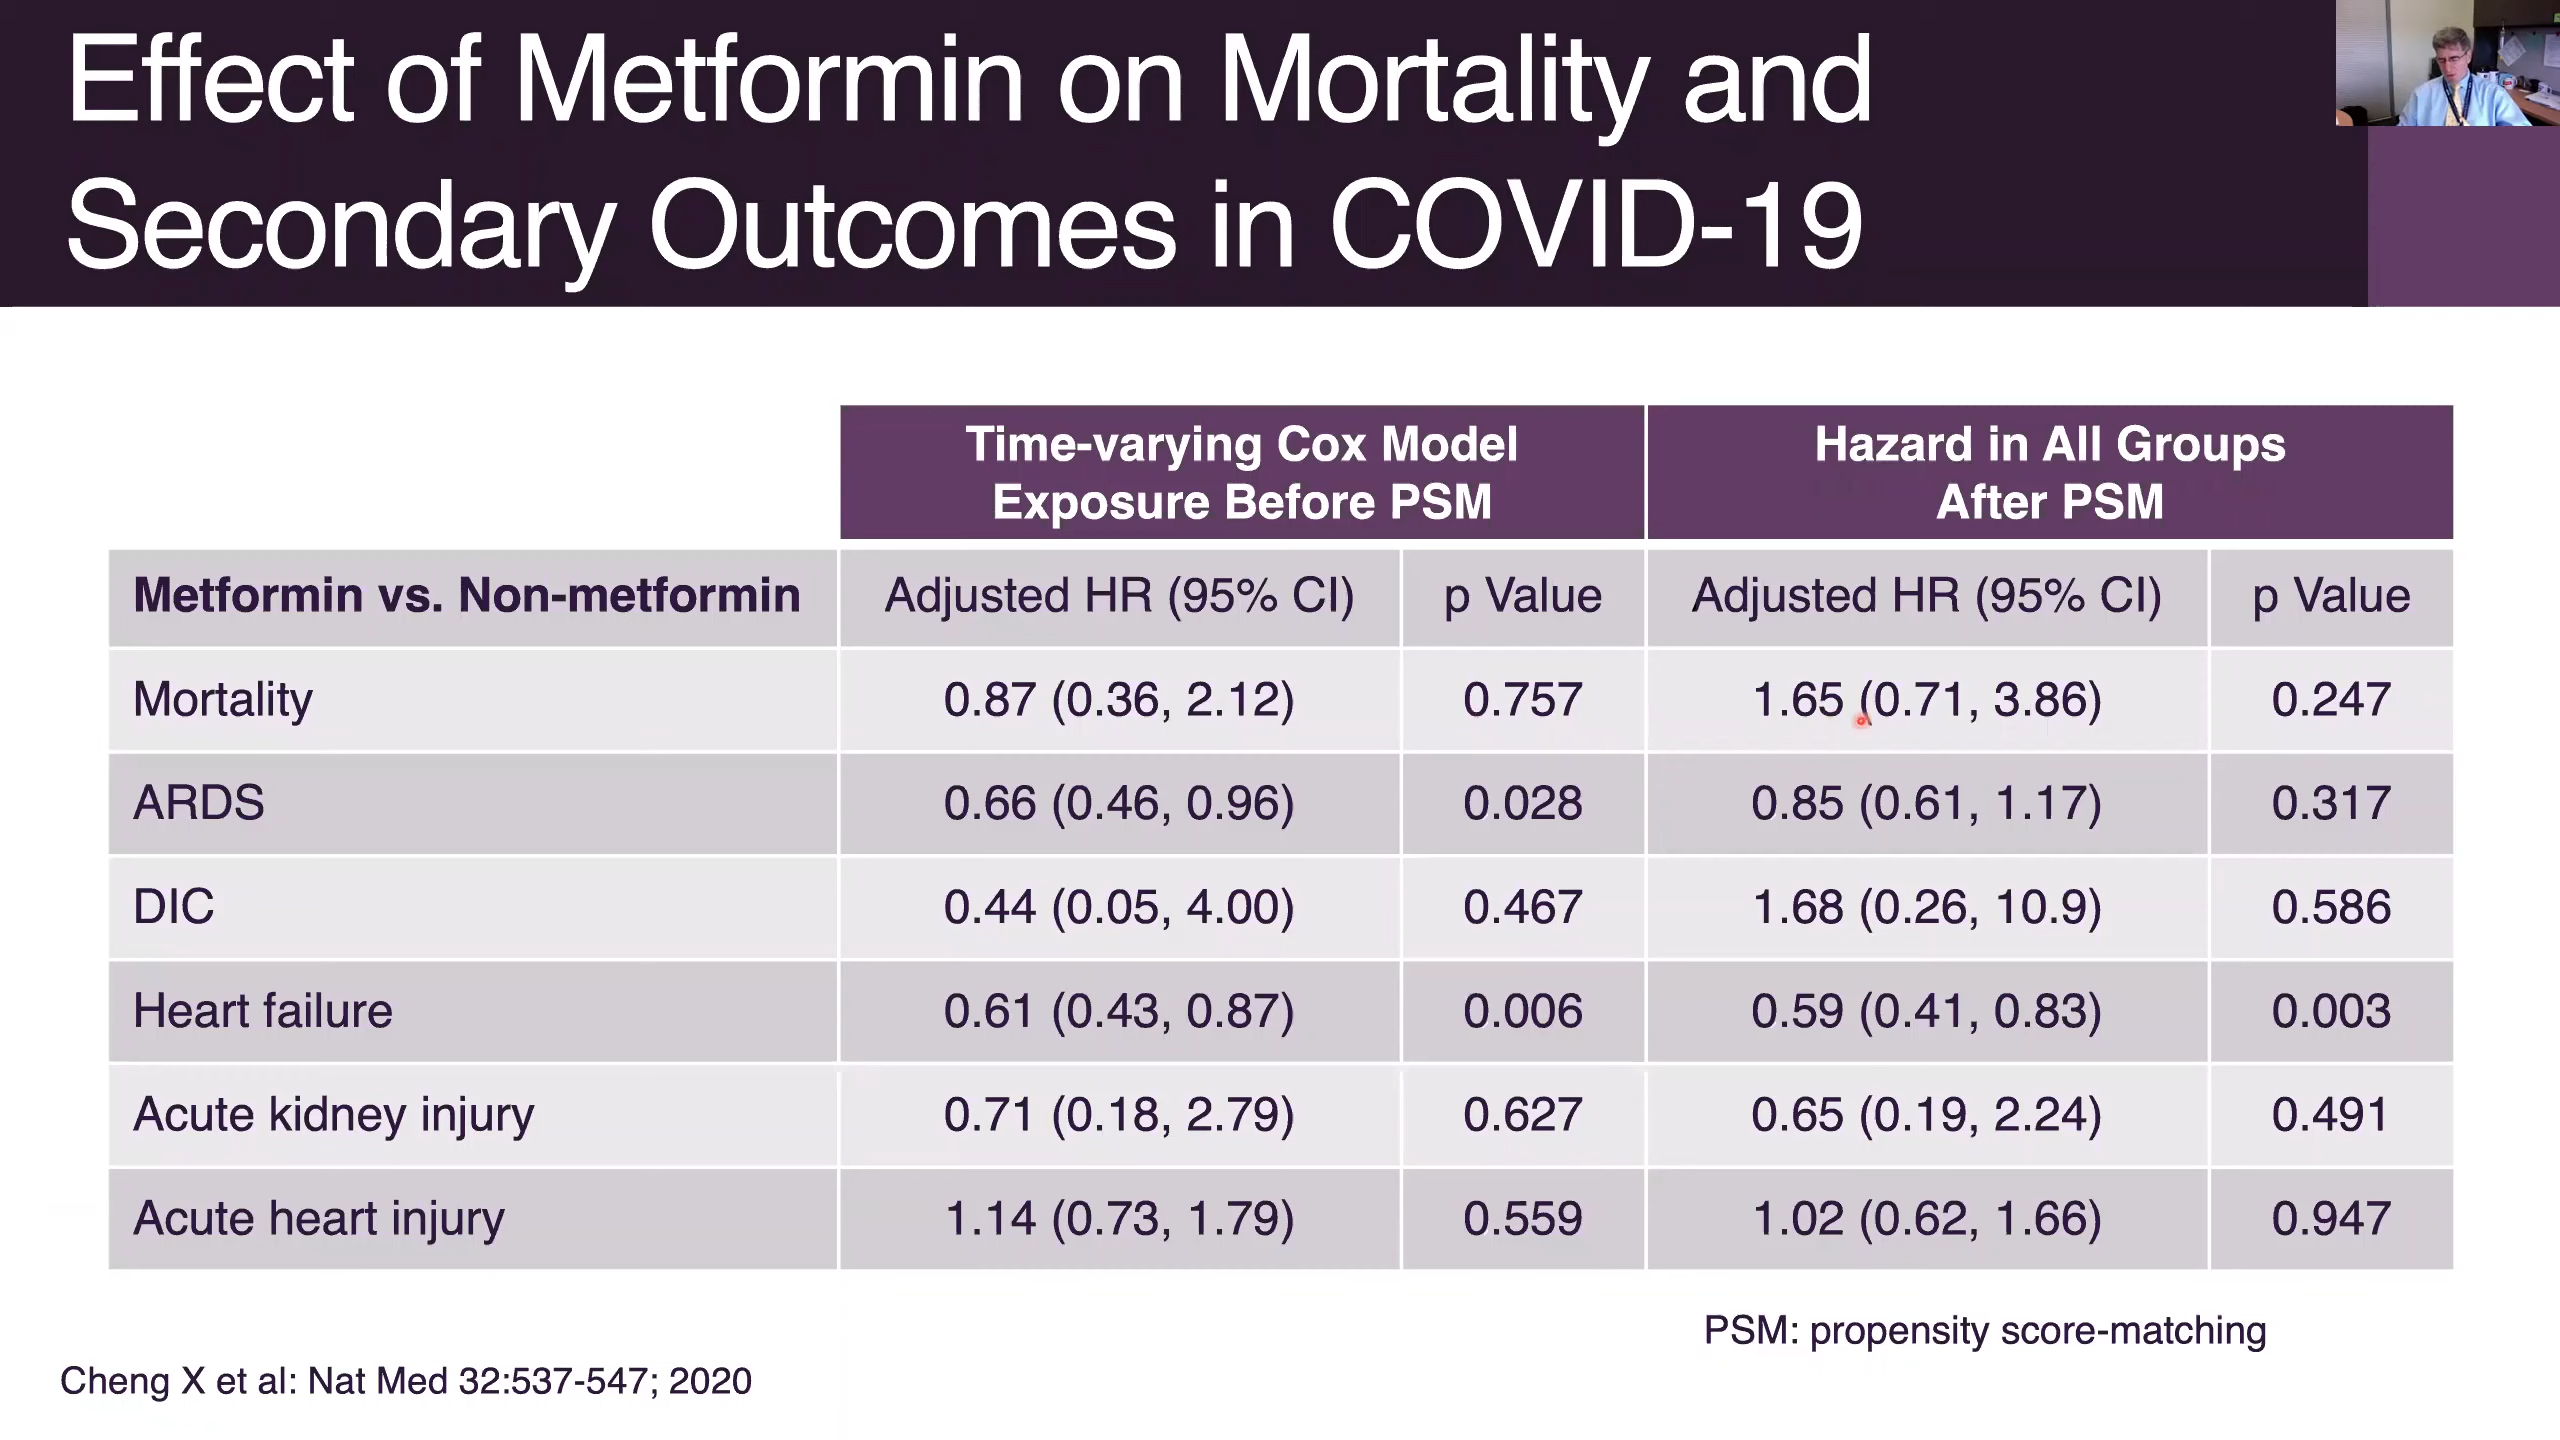 Effect of Metformin on Mortality and
Secondary Outcomes in COVID-19
Time-varying Cox Model
Exposure Before PSM
Hazard in All Groups
After PSM
Metformin vs. Non-metformin Adjusted HR (95% CI) p Value Adjusted HR (95% CI) p Value
Mortality 0.87 (0.36, 2.12) 0.757 1.65 (0.71, 3.86) 0.247
ARDS 0.66 (0.46, 0.96) 0.028 0.85 (0.61, 1.17) 0.317
DIC 0.44 (0.05, 4.00) 0.467 1.68 (0.26, 10.9) 0.586
Heart failure 0.61 (0.43, 0.87) 0.006 0.59 (0.41, 0.83) 0.003
Acute kidney injury 0.71 (0.18, 2.79) 0.627 0.65 (0.19, 2.24) 0.491
Acute heart injury 1.14 (0.73, 1.79) 0.559 1.02 (0.62, 1.66) 0.947
PSM: propensity score-matching
Cheng X et al: Nat Med 32:537-547; 2020